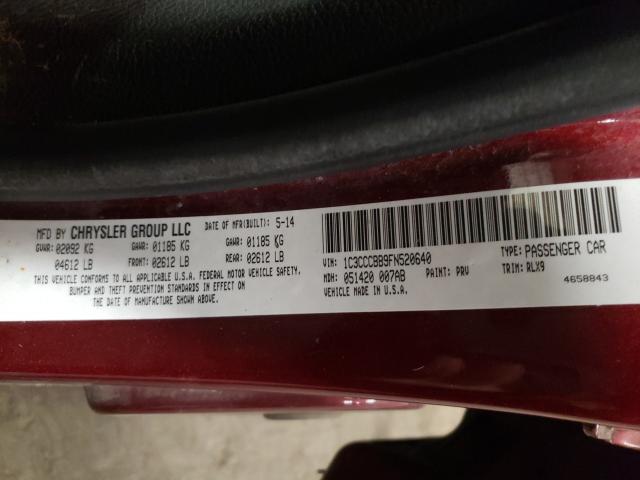 MFD BY CHRYSLER GROUP LLC DATE OF MFR(BUILT): 5-14
GVWR: 02092 KG GAWR: 01185 KG GAWR: 01185 KG
04612 LB FRONT: 02612 LB REAR: 02612 LB
THIS VEHICLE CONFORMS TO ALL APPLICABLE U.S.A. FEDERAL MOTOR VEHICLE SAFETY,
BUMPER AND THEFT PREVENTION STANDARDS IN EFFECT ON
THE DATE OF MANUFACTURE SHOWN ABOVE.
VIN: 1C3CCCBB9FN520640 TYPE: PASSENGER CAR
MDH: 051420 007AB PAINT: PRV TRIM: RLX9
VEHICLE MADE IN U.S.A. 4658843